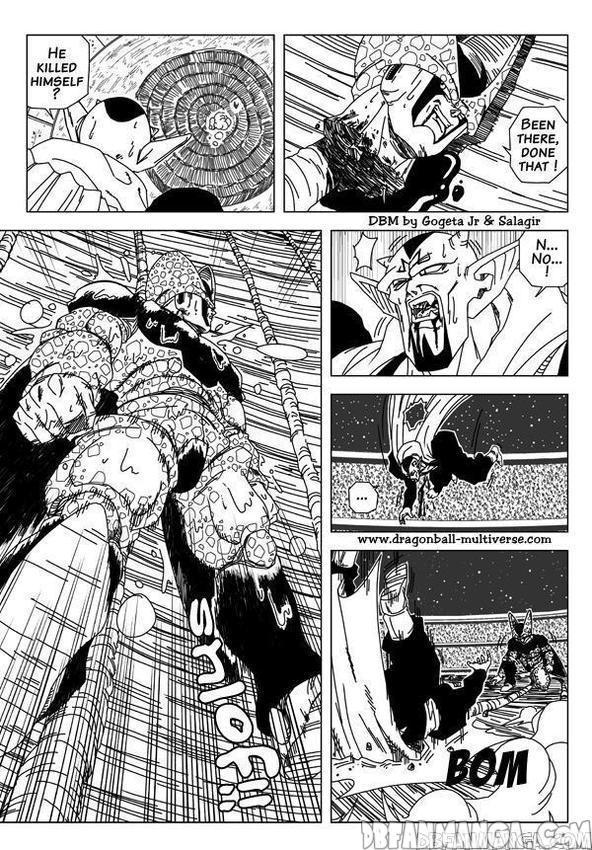 HE
KILLED
HIMSELF
?
BEEN
THERE,
DONE
THAT !
DBM by Gogeta Jr & Salagir
N...
NO...
!
...
www.dragonball-multiverse.com
BOM
DBFANMANGA.COM